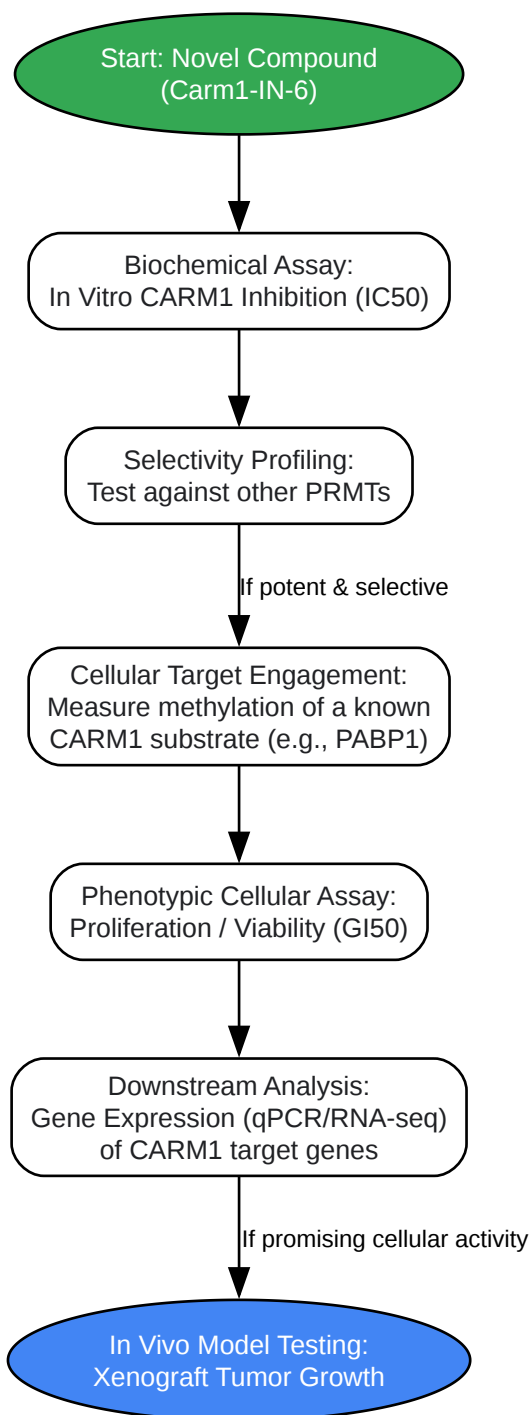 Start: Novel Compound
(Carm1-IN-6)
Biochemical Assay:
In Vitro CARM1 Inhibition (IC50)
Selectivity Profiling:
Test against other PRMTs
If potent & selective
Cellular Target Engagement:
Measure methylation of a known
CARM1 substrate (e.g., PABP1)
Phenotypic Cellular Assay:
Proliferation / Viability (GI50)
Downstream Analysis:
Gene Expression (qPCR/RNA-seq)
of CARM1 target genes
If promising cellular activity
In Vivo Model Testing:
Xenograft Tumor Growth